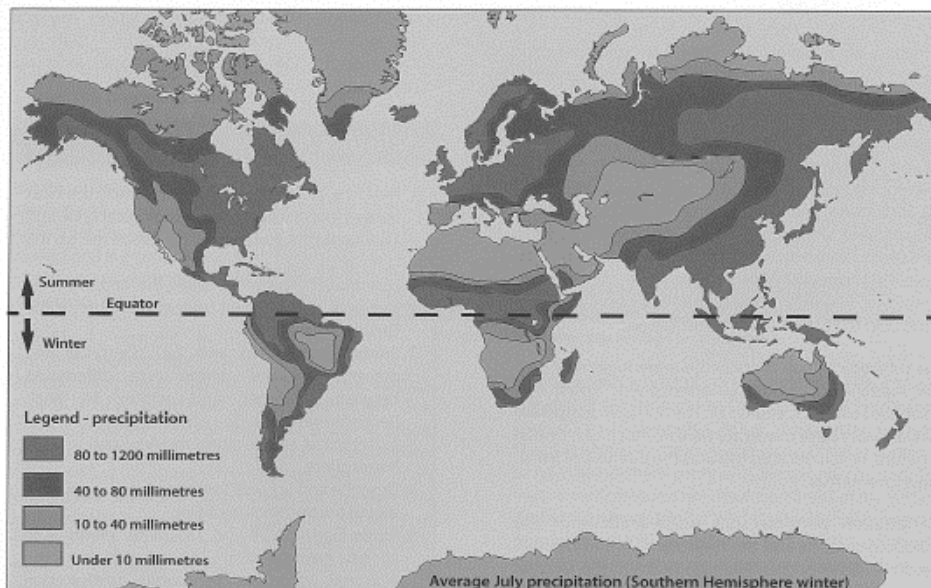 Summer
Equator
Winter
Legend - precipitation
80 to 1200 millimetres
40 to 80 millimetres
10 to 40 millimetres
Under 10 millimetres
Average July precipitation (Southern Hemisphere winter)